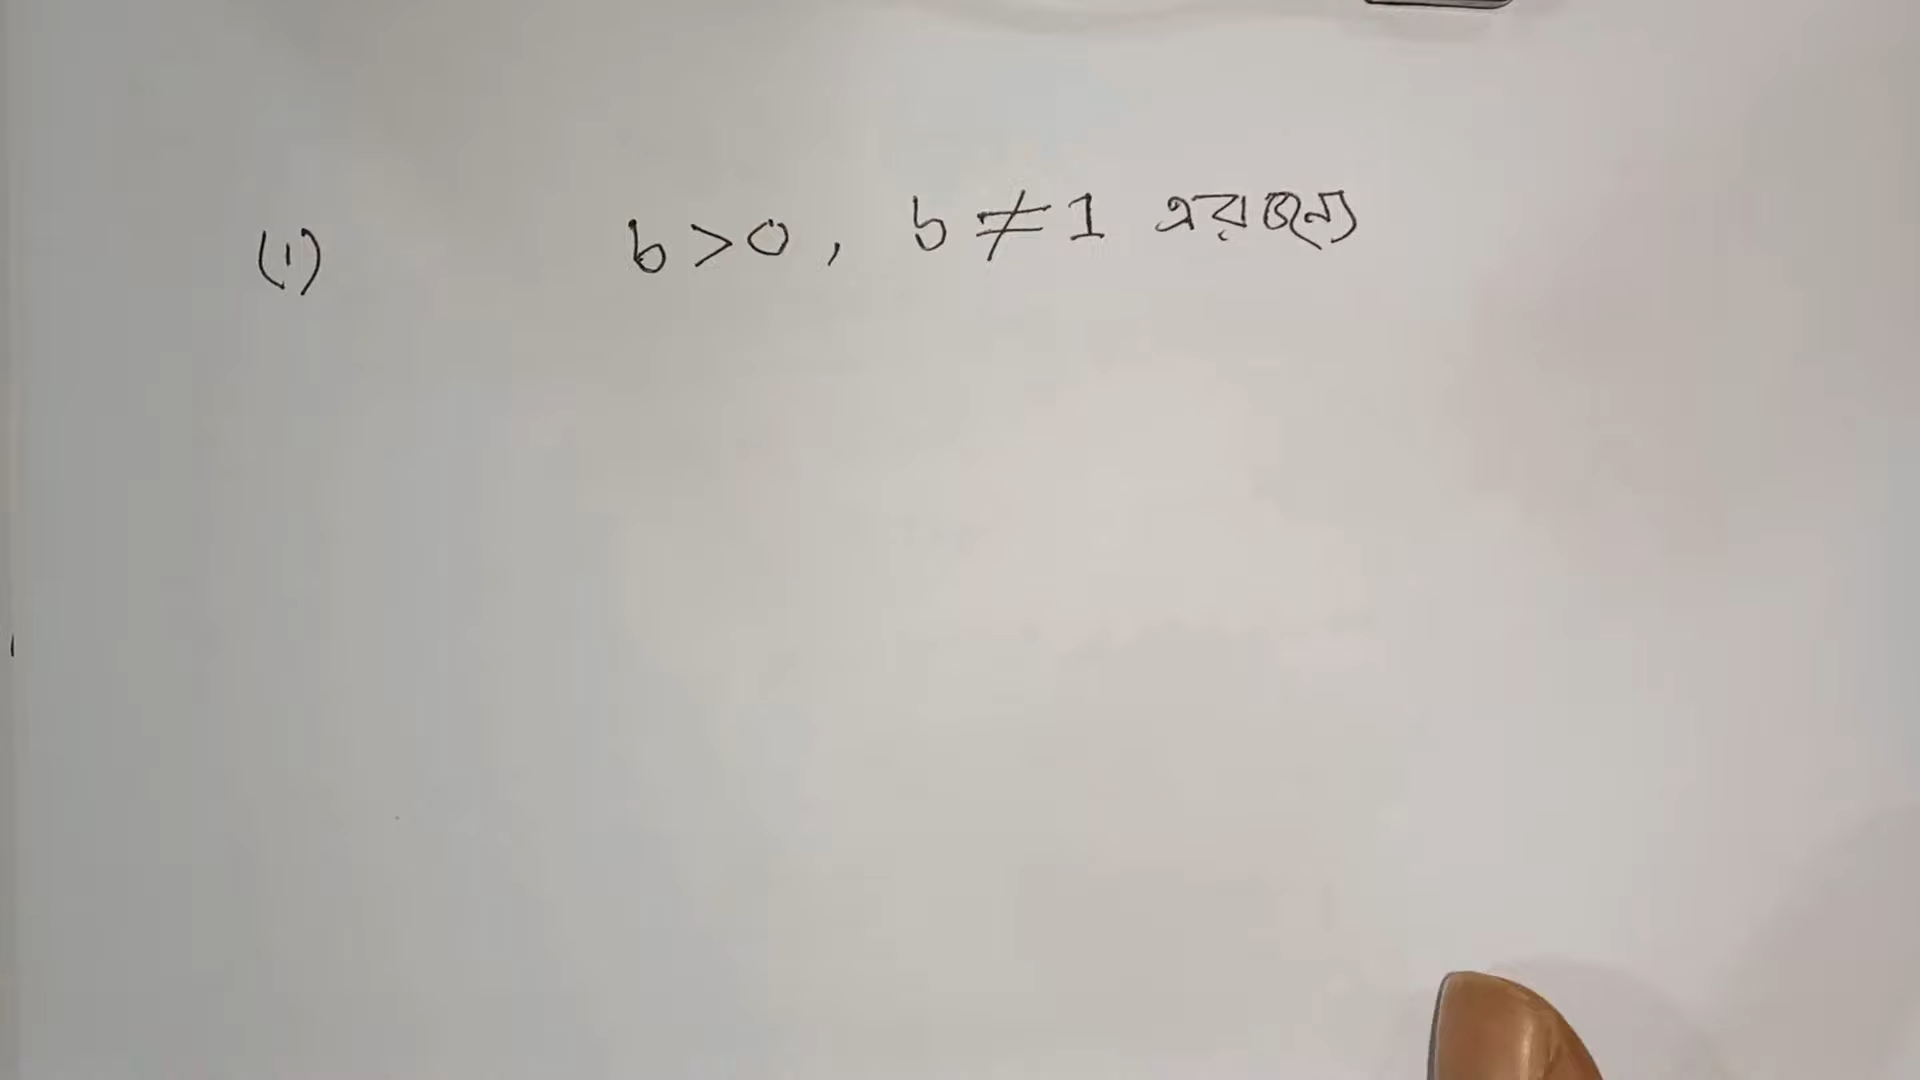 (1) b > 0, b ≠ 1 এর জন্য